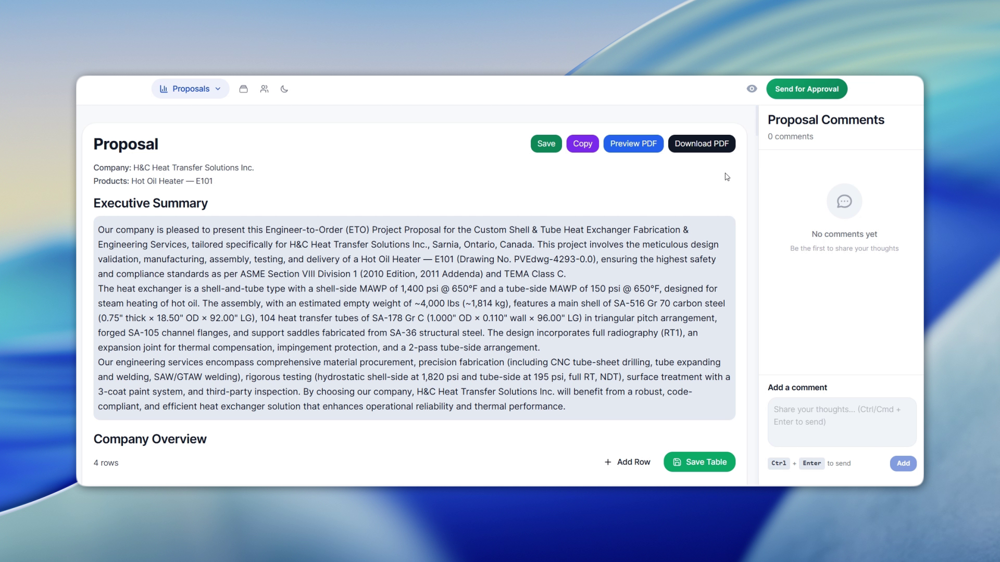 Proposals
Send for Approval
Proposal
Save
Copy
Preview PDF
Download PDF
Company: H&C Heat Transfer Solutions Inc.
Products: Hot Oil Heater — E101
Executive Summary
Our company is pleased to present this Engineer-to-Order (ETO) Project Proposal for the Custom Shell & Tube Heat Exchanger Fabrication &
Engineering Services, tailored specifically for H&C Heat Transfer Solutions Inc., Sarnia, Ontario, Canada. This project involves the meticulous design
validation, manufacturing, assembly, testing, and delivery of a Hot Oil Heater — E101 (Drawing No. PVEdwg-4293-0.0), ensuring the highest safety
and compliance standards as per ASME Section VIII Division 1 (2010 Edition, 2011 Addenda) and TEMA Class C.
The heat exchanger is a shell-and-tube type with a shell-side MAWP of 1,400 psi @ 650°F and a tube-side MAWP of 150 psi @ 650°F, designed for
steam heating of hot oil. The assembly, with an estimated empty weight of ~4,000 lbs (~1,814 kg), features a main shell of SA-516 Gr 70 carbon steel
(0.75" thick × 18.50" OD × 92.00" LG), 104 heat transfer tubes of SA-178 Gr C (1.000" OD × 0.110" wall × 96.00" LG) in triangular pitch arrangement,
forged SA-105 channel flanges, and support saddles fabricated from SA-36 structural steel. The design incorporates full radiography (RT1), an
expansion joint for thermal compensation, impingement protection, and a 2-pass tube-side arrangement.
Our engineering services encompass comprehensive material procurement, precision fabrication (including CNC tube-sheet drilling, tube expanding
and welding, SAW/GTAW welding), rigorous testing (hydrostatic shell-side at 1,820 psi and tube-side at 195 psi, full RT, NDT), surface treatment with a
3-coat paint system, and third-party inspection. By choosing our company, H&C Heat Transfer Solutions Inc. will benefit from a robust, code-
compliant, and efficient heat exchanger solution that enhances operational reliability and thermal performance.
Company Overview
4 rows
Add Row
Save Table
Proposal Comments
0 comments
No comments yet
Be the first to share your thoughts
Add a comment
Share your thoughts... (Ctrl/Cmd +
Enter to send)
Ctrl + Enter to send
Add